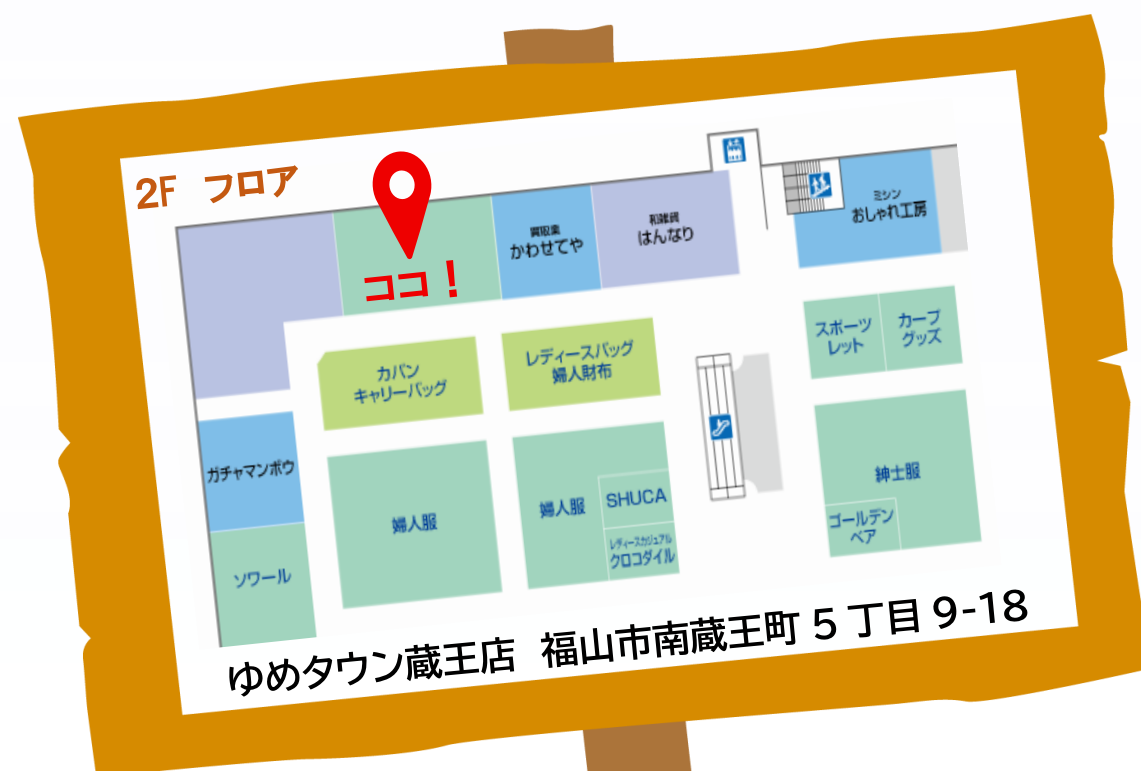 2F フロア
ココ！
買取業
かわせてや
和雑貨
はんなり
ミシン
おしゃれ工房
カバン
キャリーバッグ
レディースバッグ
婦人財布
スポーツ
レット
カープ
グッズ
ガチャマンボウ
ソワール
婦人服
婦人服
SHUCA
レディースカジュアル
クロコダイル
紳士服
ゴールデン
ベア
ゆめタウン蔵王店 福山市南蔵王町５丁目9-18